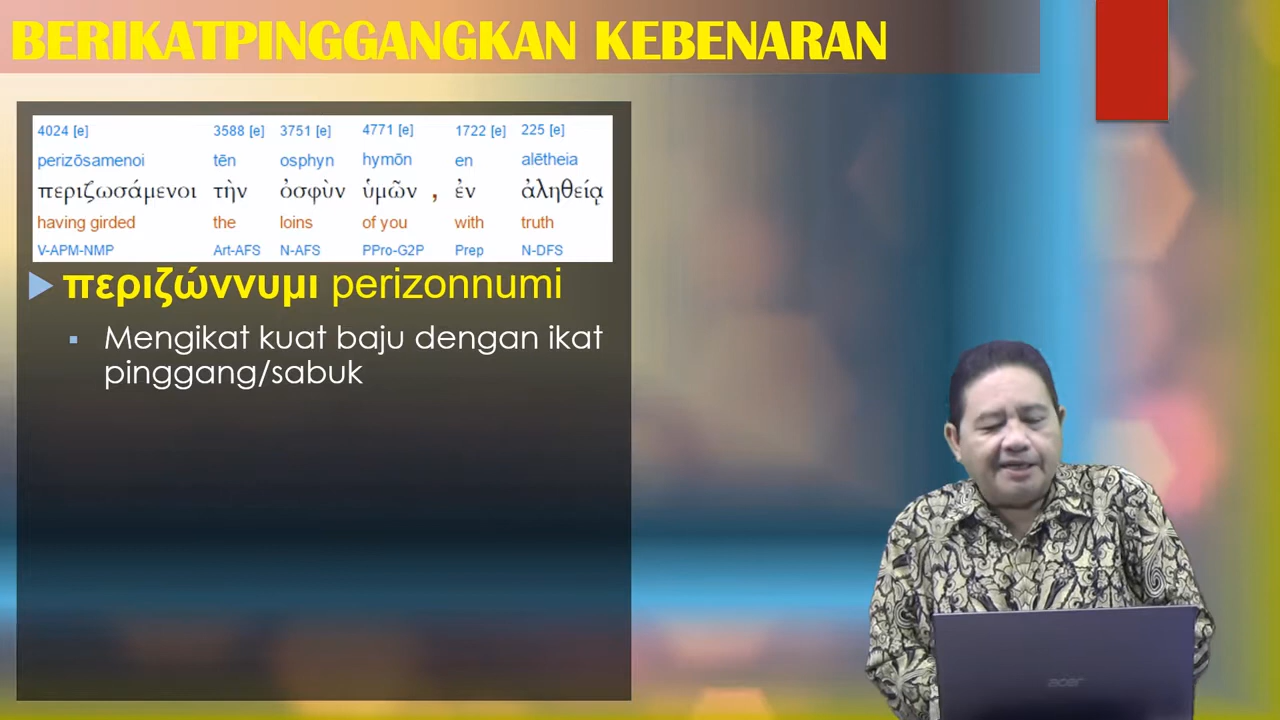 BERIKATPINGGANGKAN KEBENARAN
4024 [e] 3588 [e] 3751 [e] 4771 [e] 1722 [e] 225 [e]
perizōsamenoi tēn osphyn hymōn en alētheia
περιζωσάμενοι τὴν ὀσφὺν ὑμῶν , ἐν ἀληθείᾳ
having girded the loins of you with truth
V-APM-NMP Art-AFS N-AFS PPro-G2P Prep N-DFS
περιζώννυμι perizonnumi
Mengikat kuat baju dengan ikat
pinggang/sabuk
acer